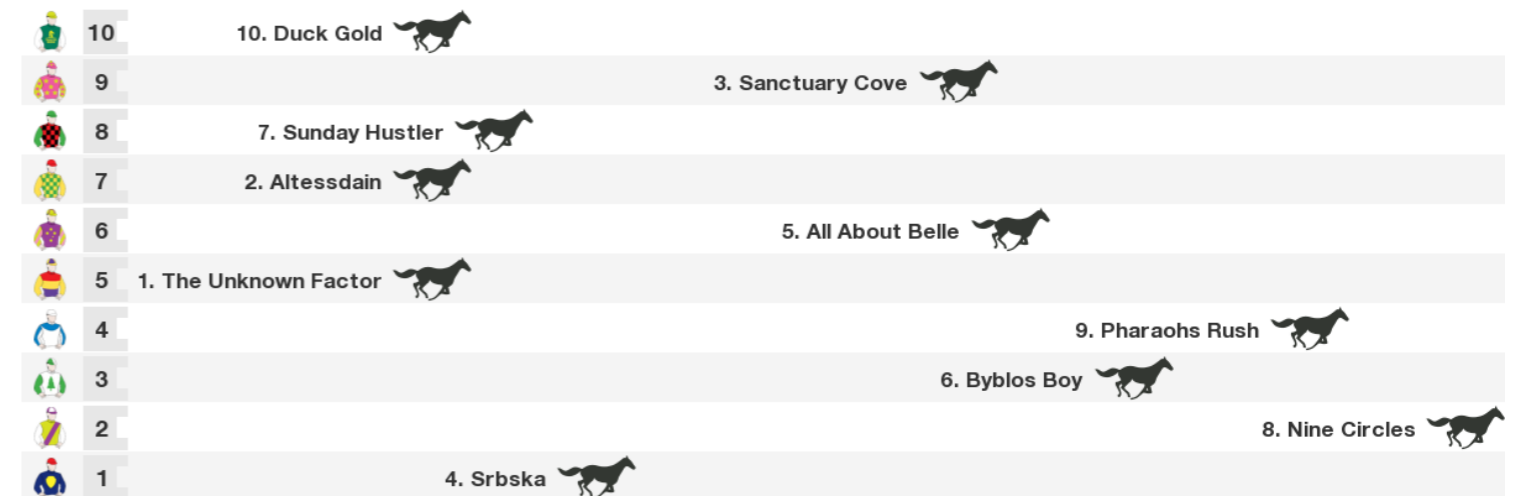 10 10. Duck Gold
9 3. Sanctuary Cove
8 7. Sunday Hustler
7 2. Altessdain
6 5. All About Belle
5 1. The Unknown Factor
4 9. Pharaohs Rush
3 6. Byblos Boy
2 8. Nine Circles
1 4. Srbska